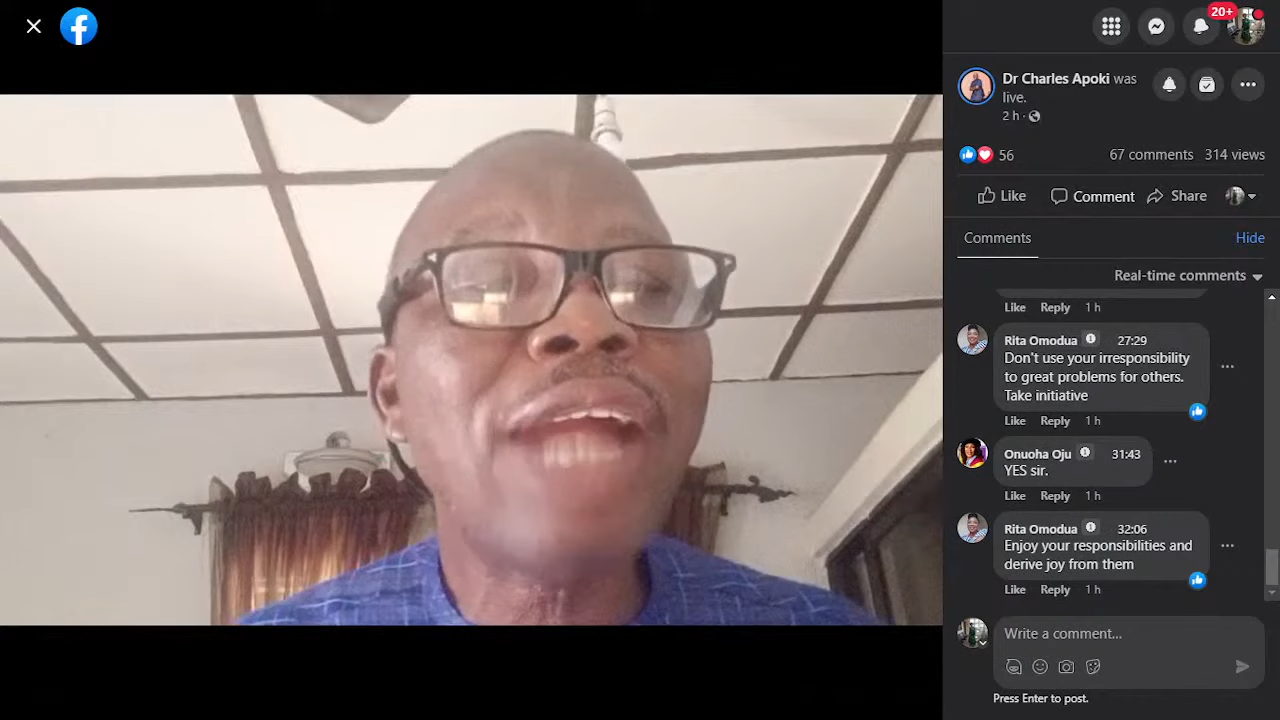 20+
Dr Charles Apoki was
live.
2 h ·
56
67 comments 314 views
Like Comment Share
Comments Hide
Real-time comments
Like Reply 1 h
Rita Omodua 27:29
Don't use your irresponsibility
to great problems for others.
Take initiative
Like Reply 1 h
Onuoha Oju 31:43
YES sir.
Like Reply 1 h
Rita Omodua 32:06
Enjoy your responsibilities and
derive joy from them
Like Reply 1 h
Write a comment...
Press Enter to post.